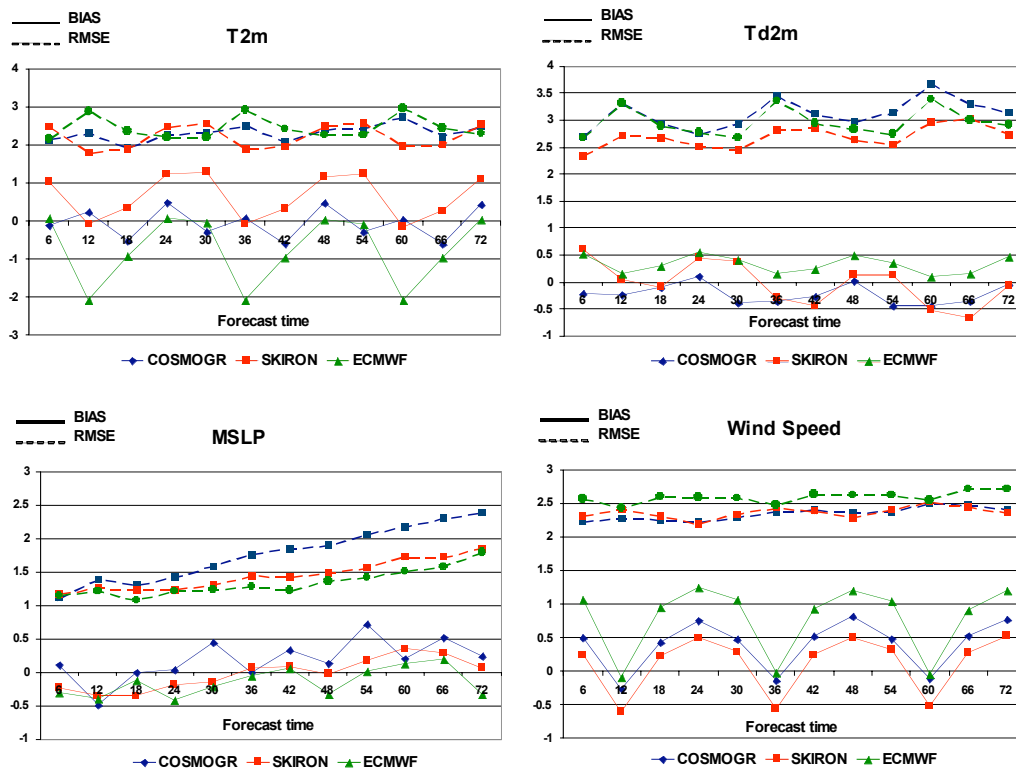 BIAS
RMSE
T2m
4
3
2
1
0
-1
-2
-3
6 12 18 24 30 36 42 48 54 60 66 72
Forecast time
COSMOGR SKIRON ECMWF
BIAS
RMSE
Td2m
4
3.5
3
2.5
2
1.5
1
0.5
0
-0.5
-1
6 12 18 24 30 36 42 48 54 60 66 72
Forecast time
COSMOGR SKIRON ECMWF
BIAS
RMSE
MSLP
3
2.5
2
1.5
1
0.5
0
-0.5
-1
6 12 18 24 30 36 42 48 54 60 66 72
Forecast time
COSMOGR SKIRON ECMWF
BIAS
RMSE
Wind Speed
3
2.5
2
1.5
1
0.5
0
-0.5
-1
6 12 18 24 30 36 42 48 54 60 66 72
Forecast time
COSMOGR SKIRON ECMWF